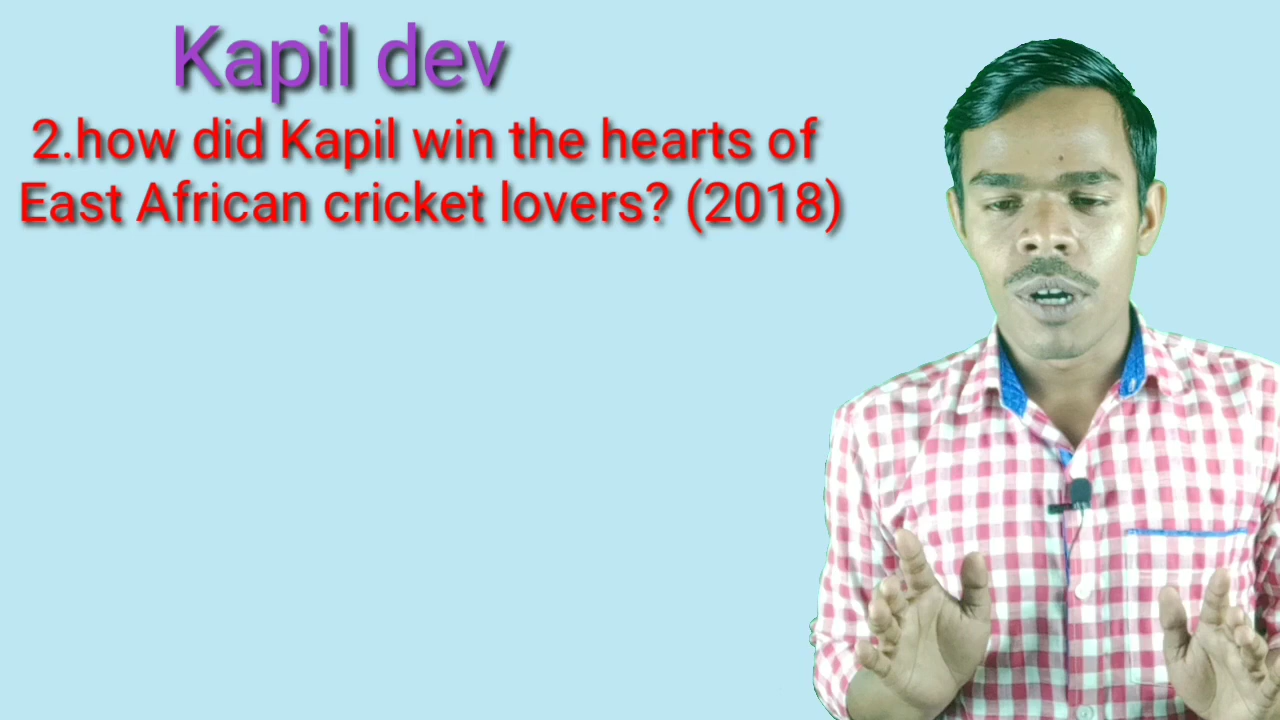 Kapil dev
2.how did Kapil win the hearts of
East African cricket lovers? (2018)